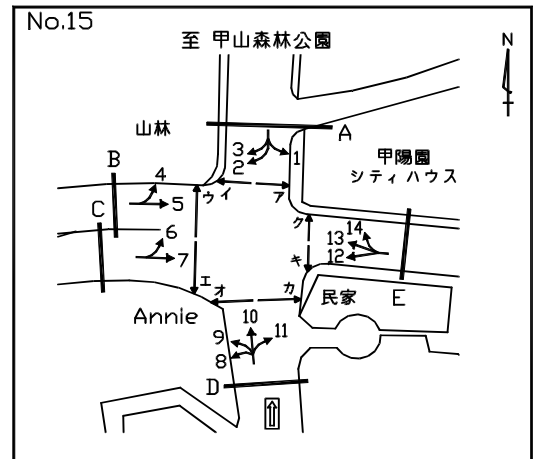 No.15
至 甲山森林公園
N
山林
A
3
1
2
甲陽園
シティハウス
B
4
ウ
イ
ア
5
C
6
ク
14
13
7
キ
12
エ
オ
カ
民家
E
Annie
10
9
11
8
D